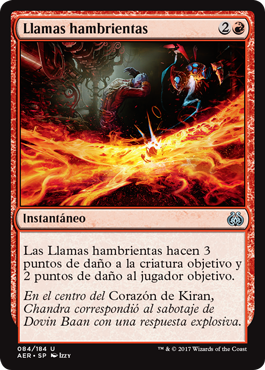 Llamas hambrientas 2
Instantáneo
Las Llamas hambrientas hacen 3
puntos de daño a la criatura objetivo y
2 puntos de daño al jugador objetivo.
En el centro del Corazón de Kiran,
Chandra correspondió al sabotaje de
Dovin Baan con una respuesta explosiva.
084/184 U
AER • SP Izzy
™ & © 2017 Wizards of the Coast